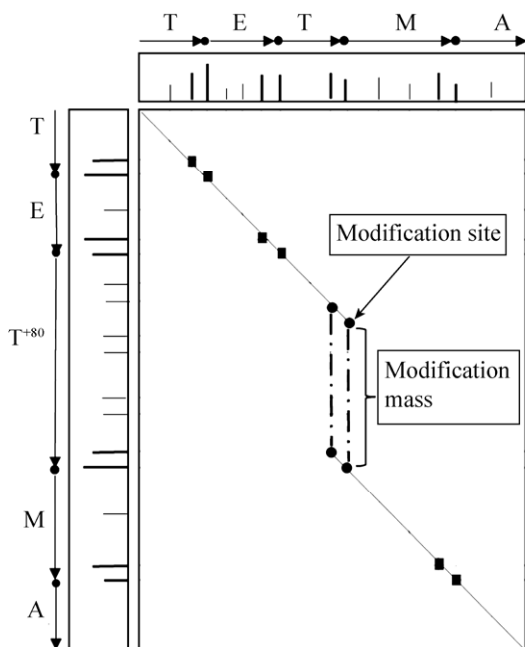 T E T M A
T
E
Modification site
T+80
Modification
mass
M
A